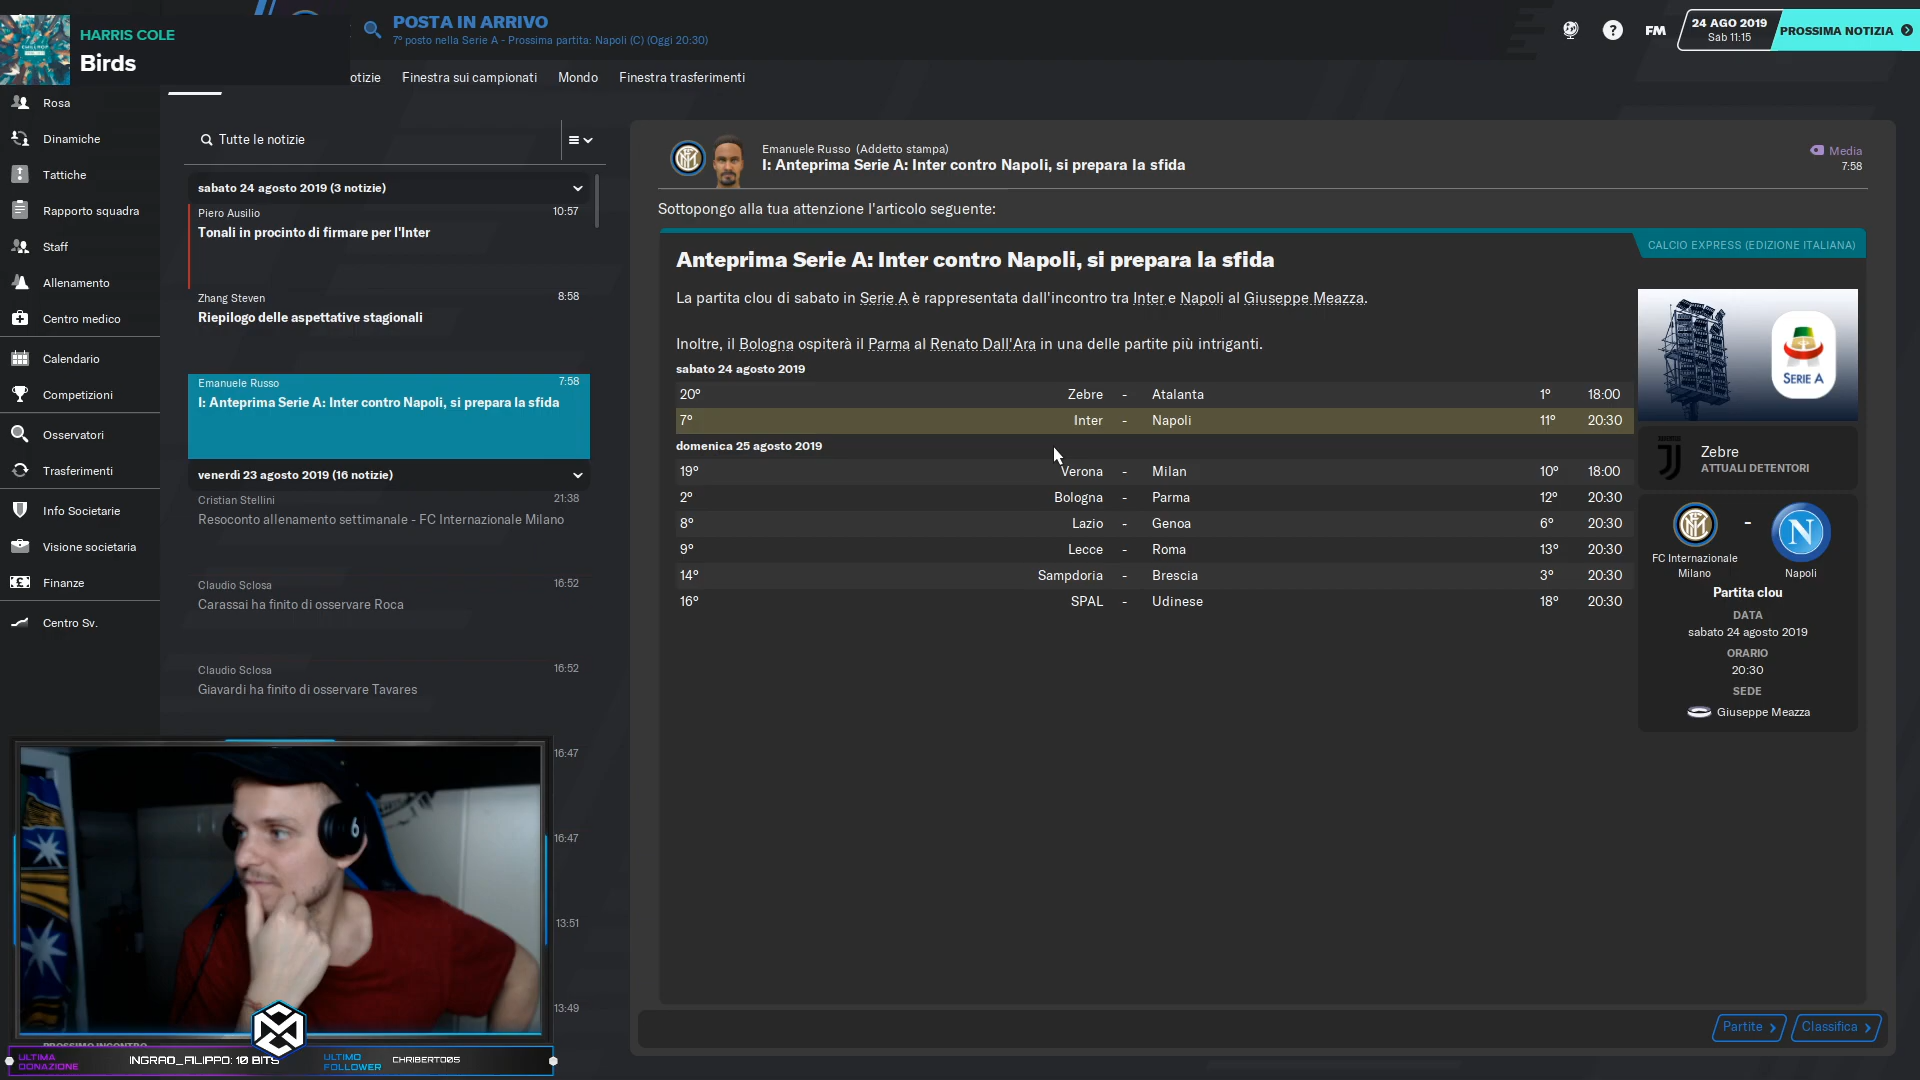 HARRIS COLE
Birds
POSTA IN ARRIVO
7° posto nella Serie A - Prossima partita: Napoli (C) (Oggi 20:30)
FM
24 AGO 2019
Sab 11:15
PROSSIMA NOTIZIA
otizie
Finestra sui campionati
Mondo
Finestra trasferimenti
Rosa
Dinamiche
Tattiche
Rapporto squadra
Staff
Allenamento
Centro medico
Calendario
Competizioni
Osservatori
Trasferimenti
Info Societarie
Visione societaria
Finanze
Centro Sv.
Tutte le notizie
sabato 24 agosto 2019 (3 notizie)
Piero Ausilio 10:57
Tonali in procinto di firmare per l'Inter
Zhang Steven 8:58
Riepilogo delle aspettative stagionali
Emanuele Russo 7:58
I: Anteprima Serie A: Inter contro Napoli, si prepara la sfida
venerdì 23 agosto 2019 (16 notizie)
Cristian Stellini 21:38
Resoconto allenamento settimanale - FC Internazionale Milano
Claudio Sclosa 16:52
Carassai ha finito di osservare Roca
Claudio Sclosa 16:52
Giavardi ha finito di osservare Tavares
16:47
16:47
13:51
13:49
Emanuele Russo (Addetto stampa)
I: Anteprima Serie A: Inter contro Napoli, si prepara la sfida
Media
7:58
Sottopongo alla tua attenzione l'articolo seguente:
CALCIO EXPRESS (EDIZIONE ITALIANA)
Anteprima Serie A: Inter contro Napoli, si prepara la sfida
La partita clou di sabato in Serie A è rappresentata dall'incontro tra Inter e Napoli al Giuseppe Meazza.
Inoltre, il Bologna ospiterà il Parma al Renato Dall'Ara in una delle partite più intriganti.
sabato 24 agosto 2019
20° Zebre - Atalanta 1° 18:00
7° Inter - Napoli 11° 20:30
domenica 25 agosto 2019
19° Verona - Milan 10° 18:00
2° Bologna - Parma 12° 20:30
8° Lazio - Genoa 6° 20:30
9° Lecce - Roma 13° 20:30
14° Sampdoria - Brescia 3° 20:30
16° SPAL - Udinese 18° 20:30
SERIE A
Zebre
ATTUALI DETENTORI
N
FC Internazionale Milano - Napoli
Partita clou
DATA
sabato 24 agosto 2019
ORARIO
20:30
SEDE
Giuseppe Meazza
Partite
Classifica
PROSSIMO INCONTRO
ULTIMA DONAZIONE
INGRAO_FILIPPO: 10 BITS
ULTIMO FOLLOWER
CHRIBERTO05